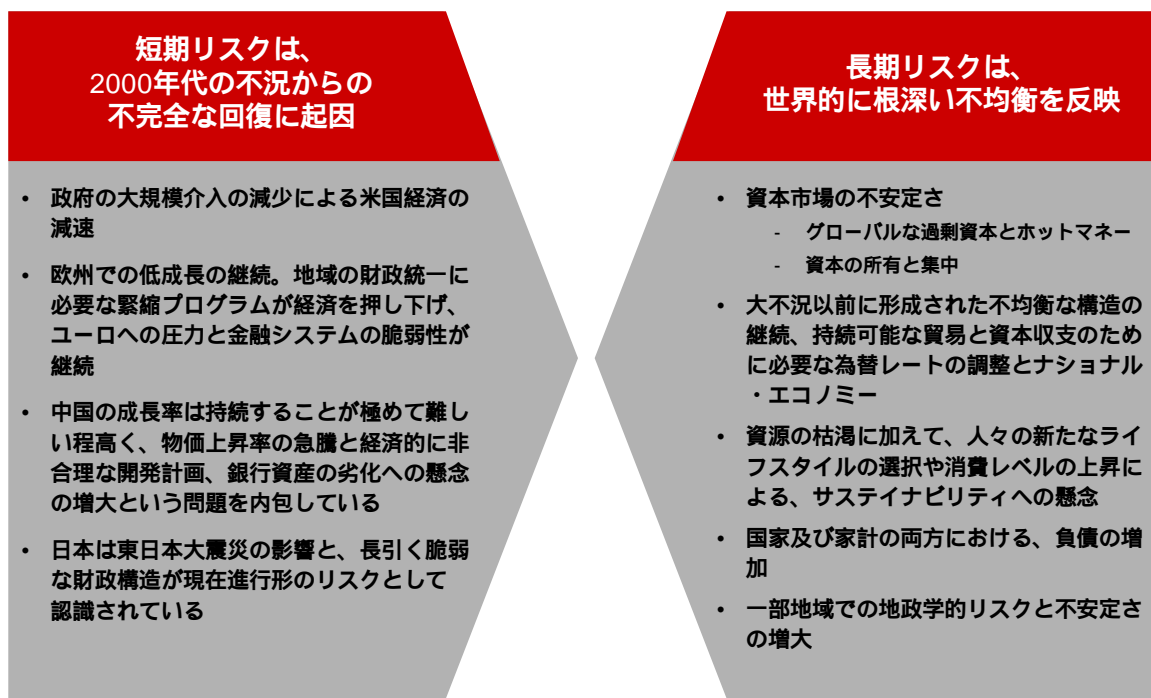 短期リスクは、
2000年代の不況からの
不完全な回復に起因
• 政府の大規模介入の減少による米国経済の
減速
• 欧州での低成長の継続。地域の財政統一に
必要な緊縮プログラムが経済を押し下げ、
ユーロへの圧力と金融システムの脆弱性が
継続
• 中国の成長率は持続することが極めて難し
い程高く、物価上昇率の急騰と経済的に非
合理な開発計画、銀行資産の劣化への懸念
の増大という問題を内包している
• 日本は東日本大震災の影響と、長引く脆弱
な財政構造が現在進行形のリスクとして
認識されている
長期リスクは、
世界的に根深い不均衡を反映
• 資本市場の不安定さ
- グローバルな過剰資本とホットマネー
- 資本の所有と集中
• 大不況以前に形成された不均衡な構造の
継続、持続可能な貿易と資本収支のため
に必要な為替レートの調整とナショナル
・エコノミー
• 資源の枯渇に加えて、人々の新たなライ
フスタイルの選択や消費レベルの上昇に
よる、サステイナビリティへの懸念
• 国家及び家計の両方における、負債の増
加
• 一部地域での地政学的リスクと不安定さ
の増大